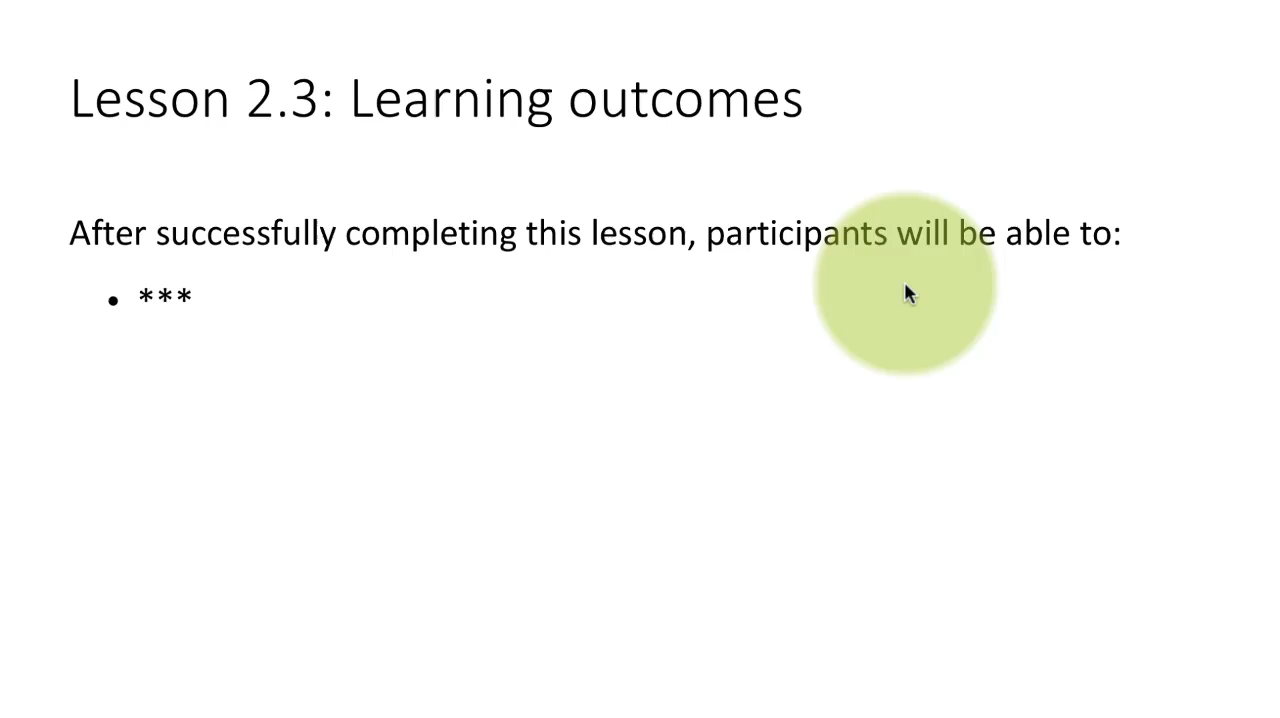 Lesson 2.3: Learning outcomes
After successfully completing this lesson, participants will be able to:
• ***